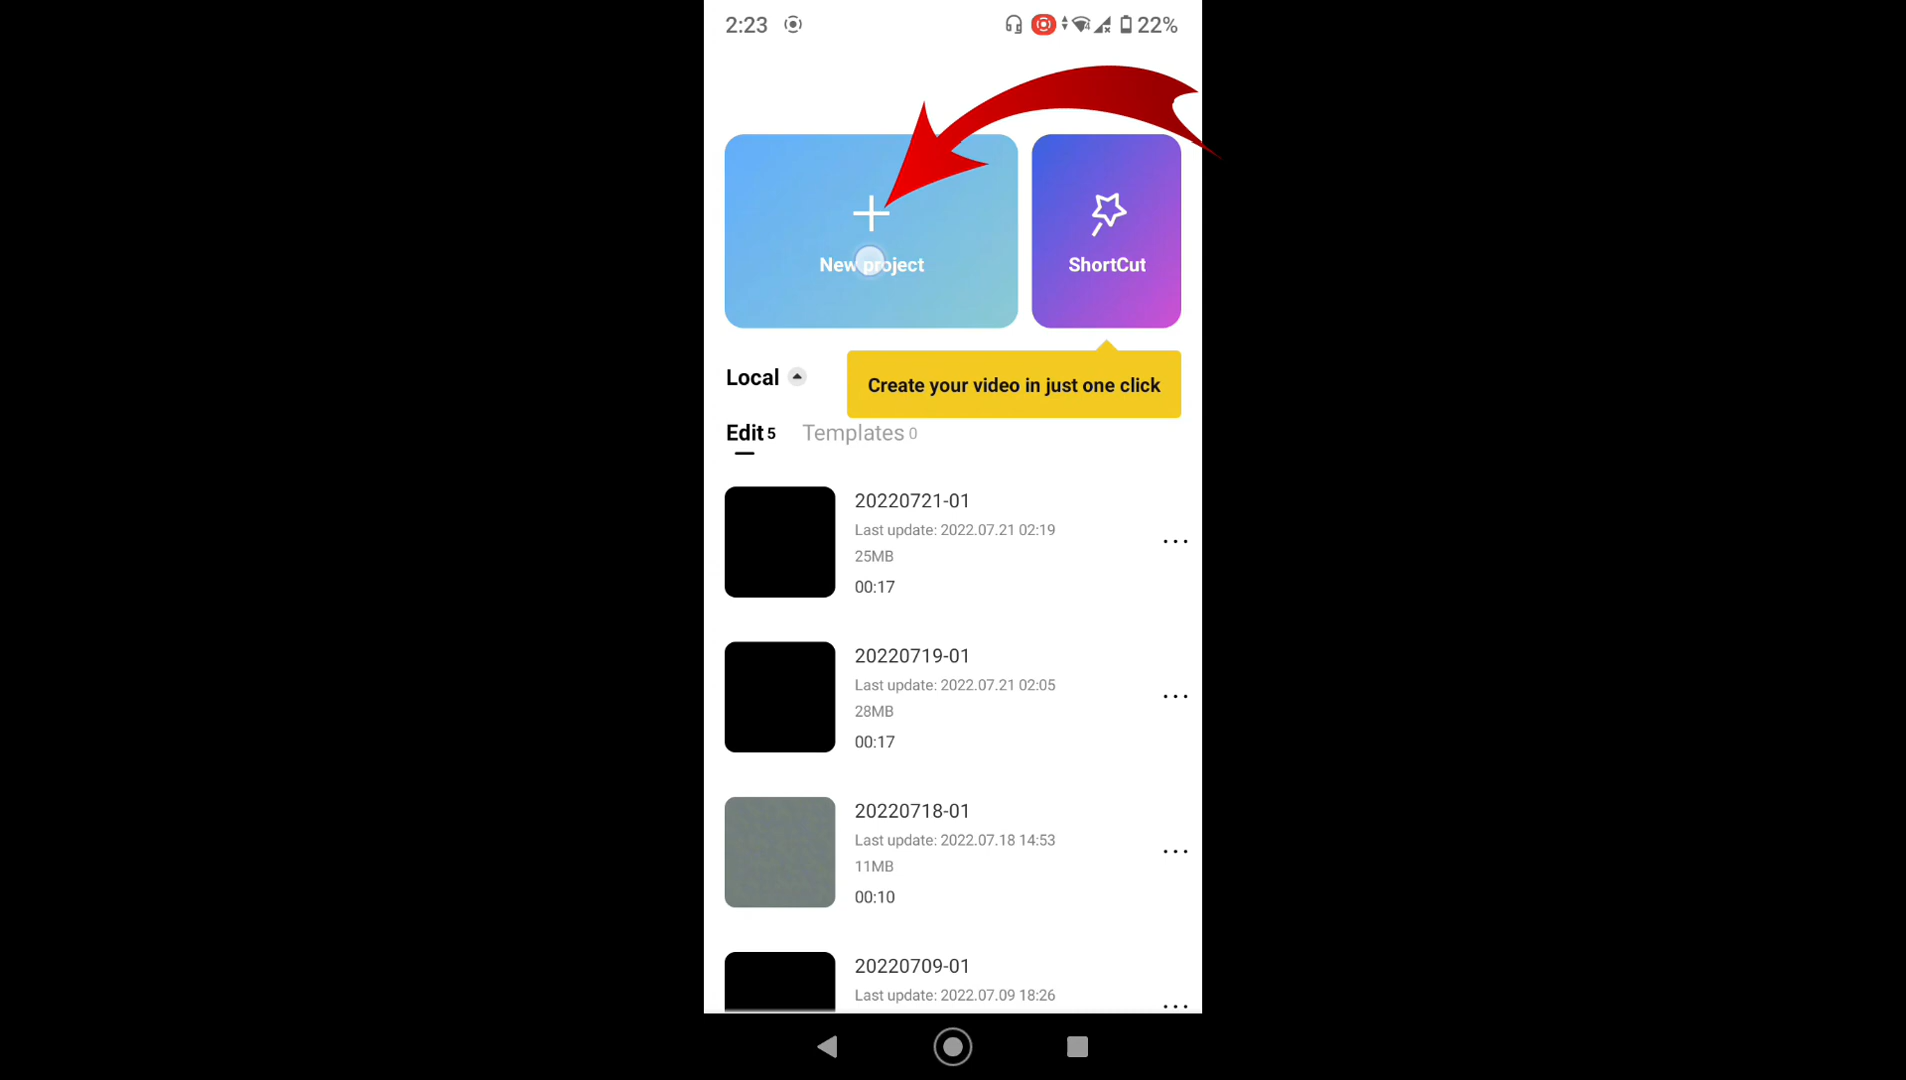 2:23
22%
New project
ShortCut
Create your video in just one click
Local
Edit 5 Templates 0
20220721-01
Last update: 2022.07.21 02:19
25MB
00:17
20220719-01
Last update: 2022.07.21 02:05
28MB
00:17
20220718-01
Last update: 2022.07.18 14:53
11MB
00:10
20220709-01
Last update: 2022.07.09 18:26